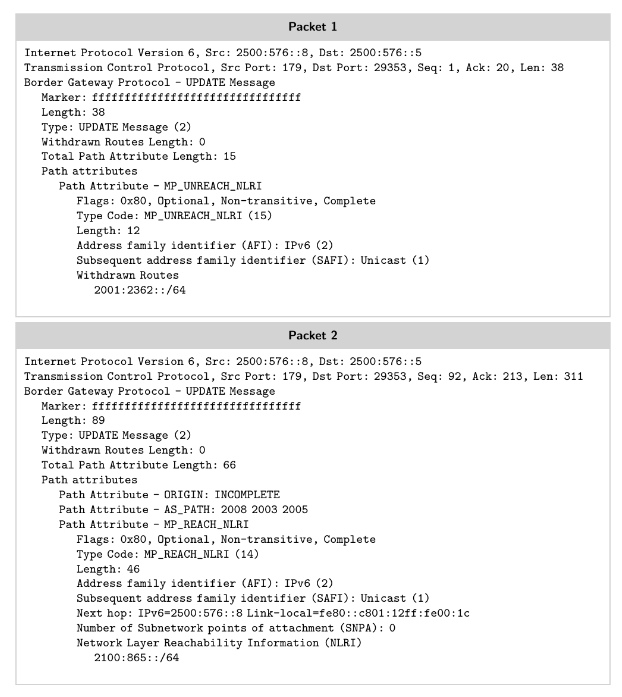 Packet 1
Internet Protocol Version 6, Src: 2500:576::8, Dst: 2500:576::5
Transmission Control Protocol, Src Port: 179, Dst Port: 29353, Seq: 1, Ack: 20, Len: 38
Border Gateway Protocol - UPDATE Message
Marker: ffffffffffffffffffffffffffffffff
Length: 38
Type: UPDATE Message (2)
Withdrawn Routes Length: 0
Total Path Attribute Length: 15
Path attributes
Path Attribute - MP_UNREACH_NLRI
Flags: 0x80, Optional, Non-transitive, Complete
Type Code: MP_UNREACH_NLRI (15)
Length: 12
Address family identifier (AFI): IPv6 (2)
Subsequent address family identifier (SAFI): Unicast (1)
Withdrawn Routes
2001:2362::/64
Packet 2
Internet Protocol Version 6, Src: 2500:576::8, Dst: 2500:576::5
Transmission Control Protocol, Src Port: 179, Dst Port: 29353, Seq: 92, Ack: 213, Len: 311
Border Gateway Protocol - UPDATE Message
Marker: ffffffffffffffffffffffffffffffff
Length: 89
Type: UPDATE Message (2)
Withdrawn Routes Length: 0
Total Path Attribute Length: 66
Path attributes
Path Attribute - ORIGIN: INCOMPLETE
Path Attribute - AS_PATH: 2008 2003 2005
Path Attribute - MP_REACH_NLRI
Flags: 0x80, Optional, Non-transitive, Complete
Type Code: MP_REACH_NLRI (14)
Length: 46
Address family identifier (AFI): IPv6 (2)
Subsequent address family identifier (SAFI): Unicast (1)
Next hop: IPv6=2500:576::8 Link-local=fe80::c801:12ff:fe00:1c
Number of Subnetwork points of attachment (SNPA): 0
Network Layer Reachability Information (NLRI)
2100:865::/64